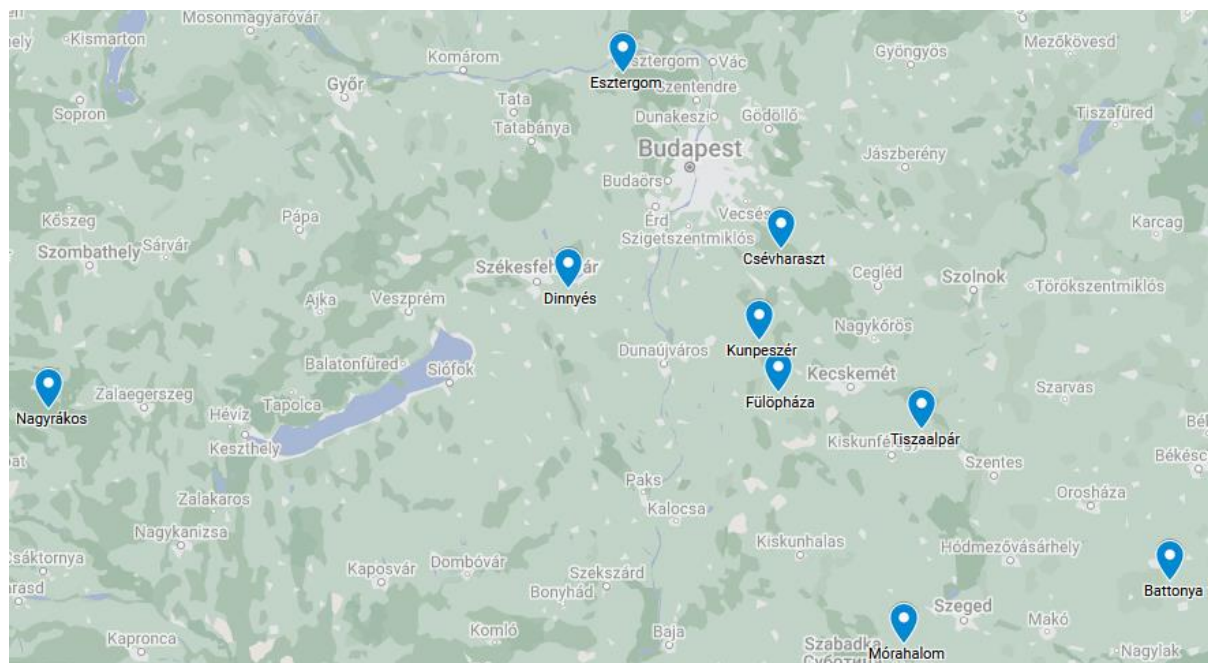 Mosonmagyaróvár
Kismarton
Sopron
Győr
Komárom
Esztergom
Esztergom
Vác
Szentendre
Dunakeszi
Gödöllő
Gyöngyös
Mezőkövesd
Tata
Tatabánya
Budapest
Budaörs
Jászberény
Tiszafüred
Kőszeg
Szombathely
Sárvár
Pápa
Érd
Szigetszentmiklós
Csévharaszt
Karcag
Székesfehérvár
Dinnyés
Cegléd
Szolnok
Törökszentmiklós
Ajka
Veszprém
Nagykőrös
Kunpeszér
Dunaújváros
Balatonfüred
Siófok
Kecskemét
Fülöpháza
Szarvas
Nagyrákos
Zalaegerszeg
Hévíz
Tapolca
Keszthely
Tiszaalpár
Szentes
Paks
Kalocsa
Orosháza
Zalakaros
Nagykanizsa
Kiskunhalas
Hódmezővásárhely
Kaposvár
Dombóvár
Szekszárd
Bonyhád
Battonya
Kapronca
Komló
Baja
Szeged
Makó
Szabadka
Mórahalom
Nagylak